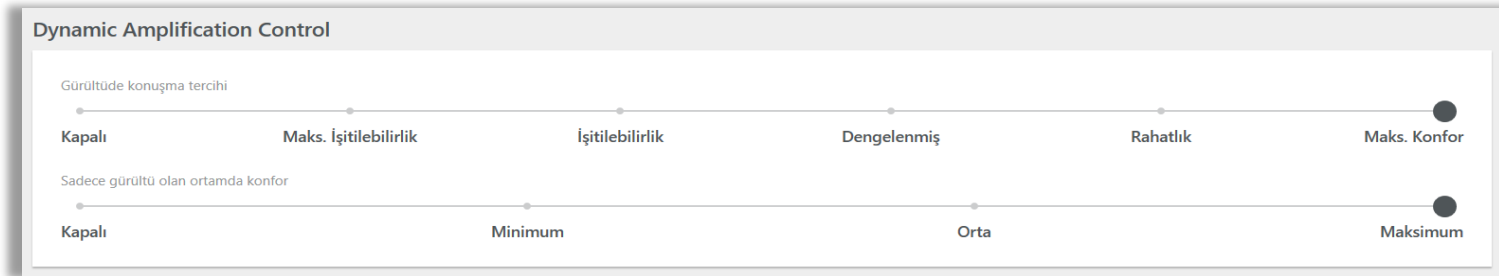 Dynamic Amplification Control
Gürültüde konuşma tercihi
Kapalı Maks. İşitilebilirlik İşitilebilirlik Dengelenmiş Rahatlık Maks. Konfor
Sadece gürültü olan ortamda konfor
Kapalı Minimum Orta Maksimum